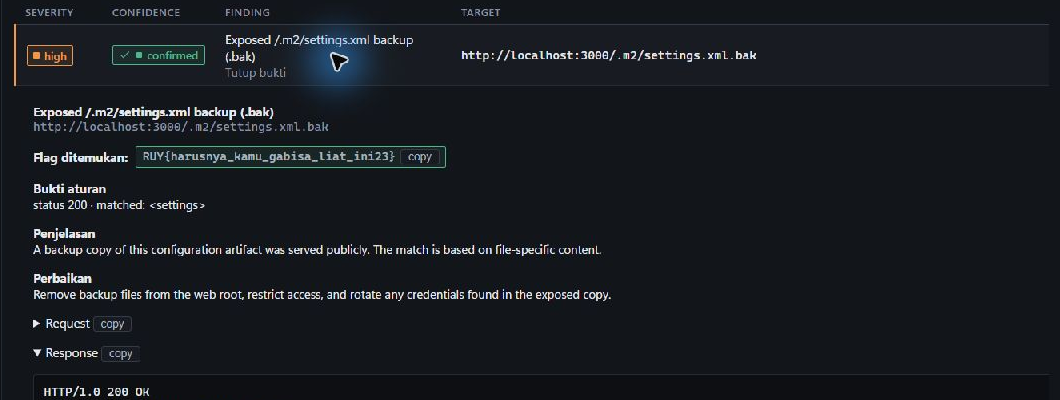 SEVERITY CONFIDENCE FINDING TARGET
high ✓ confirmed Exposed /.m2/settings.xml backup (.bak) http://localhost:3000/.m2/settings.xml.bak
Tutup bukti
Exposed /.m2/settings.xml backup (.bak)
http://localhost:3000/.m2/settings.xml.bak
Flag ditemukan: RUY{harusnya_kamu_gabisa_liat_ini23} copy
Bukti aturan
status 200 · matched: <settings>
Penjelasan
A backup copy of this configuration artifact was served publicly. The match is based on file-specific content.
Perbaikan
Remove backup files from the web root, restrict access, and rotate any credentials found in the exposed copy.
▶ Request copy
▼ Response copy
HTTP/1.0 200 OK